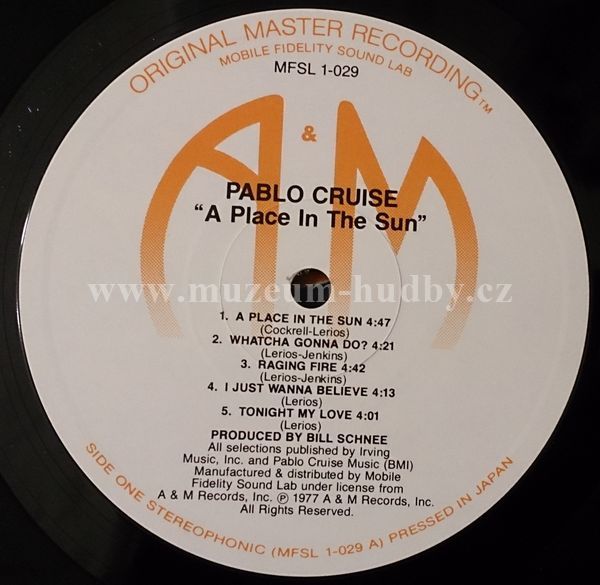 ORIGINAL MASTER RECORDING™
MOBILE FIDELITY SOUND LAB
MFSL 1-029
A & M
PABLO CRUISE
“A Place In The Sun”
www.muzeum-hudby.cz
1. A PLACE IN THE SUN 4:47
(Cockrell-Lerios)
2. WHATCHA GONNA DO? 4:21
(Lerios-Jenkins)
3. RAGING FIRE 4:42
(Lerios-Jenkins)
4. I JUST WANNA BELIEVE 4:13
(Lerios)
5. TONIGHT MY LOVE 4:01
(Lerios)
PRODUCED BY BILL SCHNEE
All selections published by Irving
Music, Inc. and Pablo Cruise Music (BMI)
Manufactured & distributed by Mobile
Fidelity Sound Lab under license from
A & M Records, Inc. ℗ 1977 A & M Records, Inc.
All Rights Reserved.
SIDE ONE STEREOPHONIC (MFSL 1-029 A) PRESSED IN JAPAN